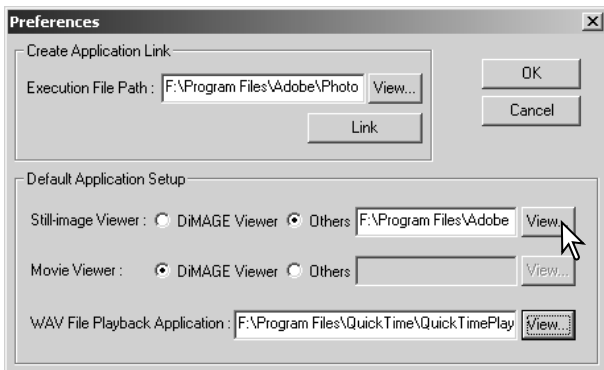 Preferences
Create Application Link
OK
Execution File Path : F:\Program Files\Adobe\Photo View...
Cancel
Link
Default Application Setup
Still-image Viewer : DiMAGE Viewer Others F:\Program Files\Adobe View...
Movie Viewer : DiMAGE Viewer Others View...
WAV File Playback Application : F:\Program Files\QuickTime\QuickTimePlay View...